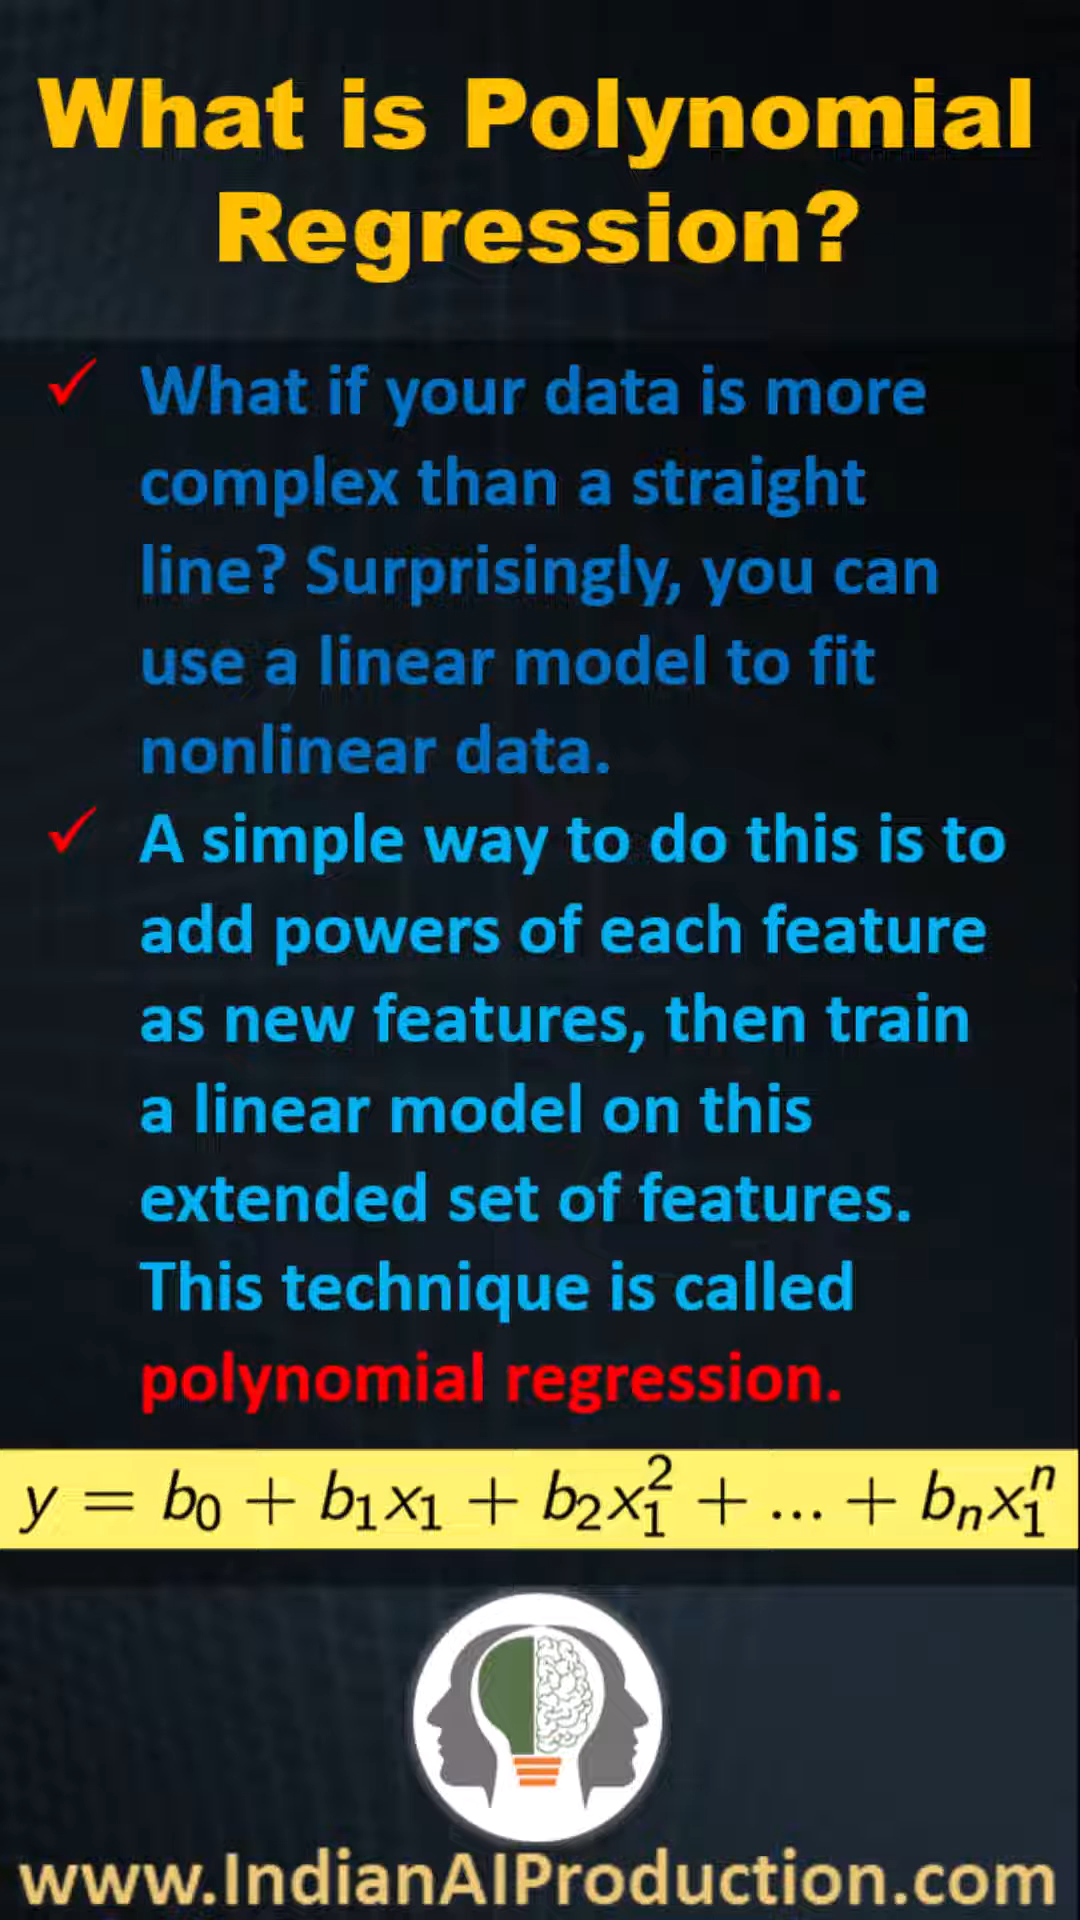 What is Polynomial
Regression?
✓ What if your data is more
complex than a straight
line? Surprisingly, you can
use a linear model to fit
nonlinear data.
✓ A simple way to do this is to
add powers of each feature
as new features, then train
a linear model on this
extended set of features.
This technique is called
polynomial regression.
y = b₀ + b₁x₁ + b₂x₁² + ... + bₙx₁ⁿ
www.IndianAIProduction.com